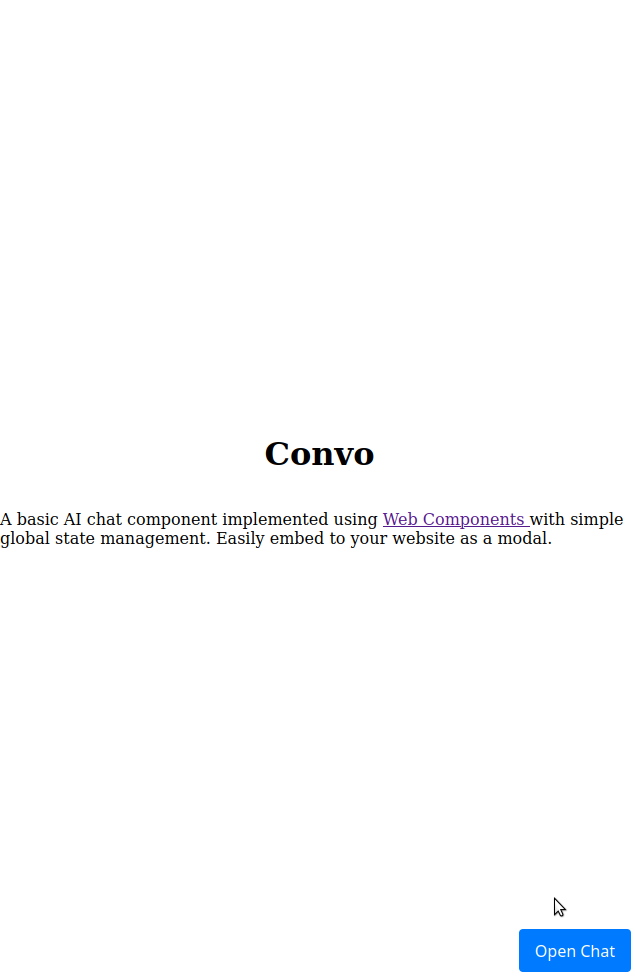 Convo
A basic AI chat component implemented using Web Components with simple
global state management. Easily embed to your website as a modal.
Open Chat